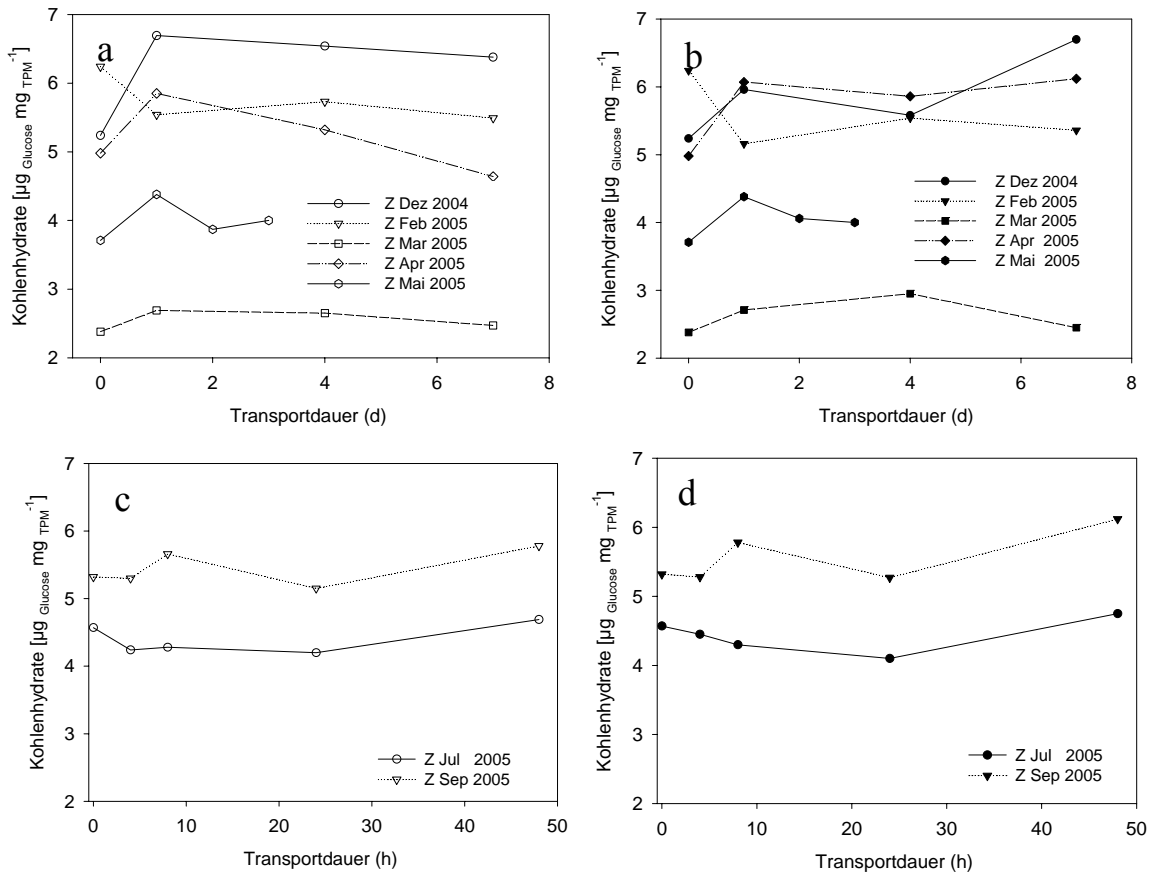 a
7
6
5
4
3
2
Kohlenhydrate [µg Glucose mg TPM⁻¹]
Z Dez 2004
Z Feb 2005
Z Mar 2005
Z Apr 2005
Z Mai 2005
0 2 4 6 8
Transportdauer (d)
b
7
6
5
4
3
2
Kohlenhydrate [µg Glucose mg TPM⁻¹]
Z Dez 2004
Z Feb 2005
Z Mar 2005
Z Apr 2005
Z Mai 2005
0 2 4 6 8
Transportdauer (d)
c
7
6
5
4
3
2
Kohlenhydrate [µg Glucose mg TPM⁻¹]
Z Jul 2005
Z Sep 2005
0 10 20 30 40 50
Transportdauer (h)
d
7
6
5
4
3
2
Kohlenhydrate [µg Glucose mg TPM⁻¹]
Z Jul 2005
Z Sep 2005
0 10 20 30 40 50
Transportdauer (h)